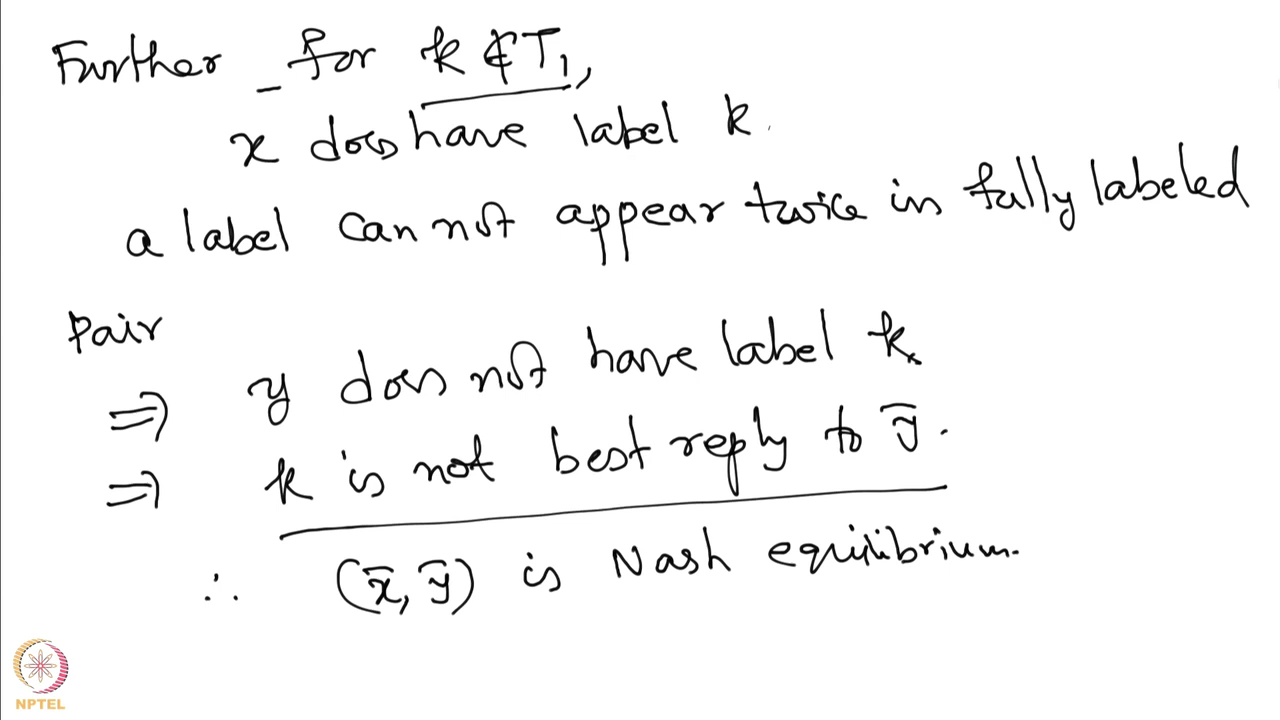 Further for k ∉ T₁,
x does have label k.
a label can not appear twice in fully labeled
pair
⇒ y does not have label k.
⇒ k is not best reply to ȳ.
∴ (x̄, ȳ) is Nash equilibrium.
NPTEL